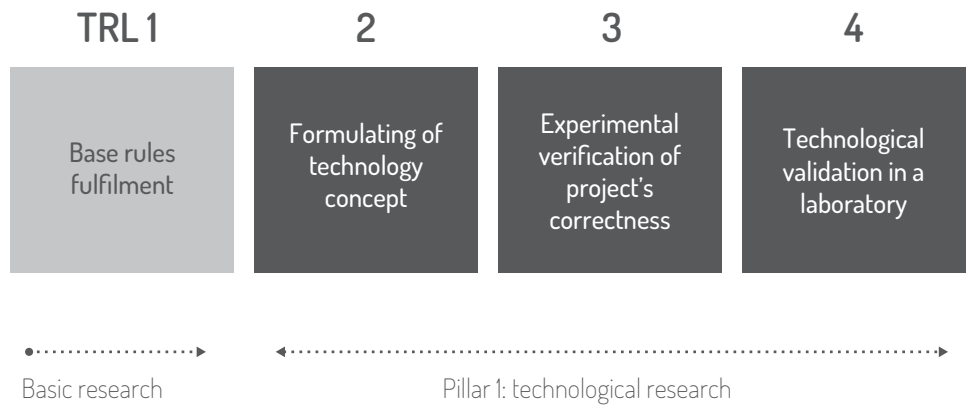 TRL 1 2 3 4
Base rules
fulfilment
Formulating of
technology
concept
Experimental
verification of
project's
correctness
Technological
validation in a
laboratory
Basic research
Pillar 1: technological research